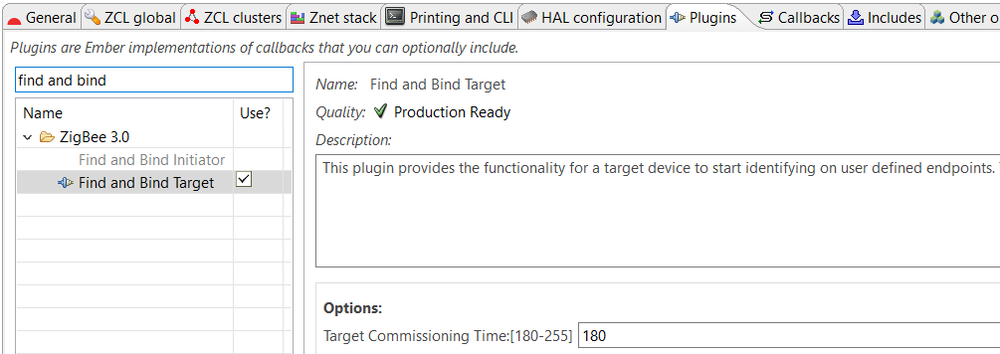 General ZCL global ZCL clusters Znet stack Printing and CLI HAL configuration Plugins Callbacks Includes Other o
Plugins are Ember implementations of callbacks that you can optionally include.
find and bind
Name Use?
ZigBee 3.0
Find and Bind Initiator
Find and Bind Target
Name: Find and Bind Target
Quality: Production Ready
Description:
This plugin provides the functionality for a target device to start identifying on user defined endpoints.
Options:
Target Commissioning Time:[180-255] 180